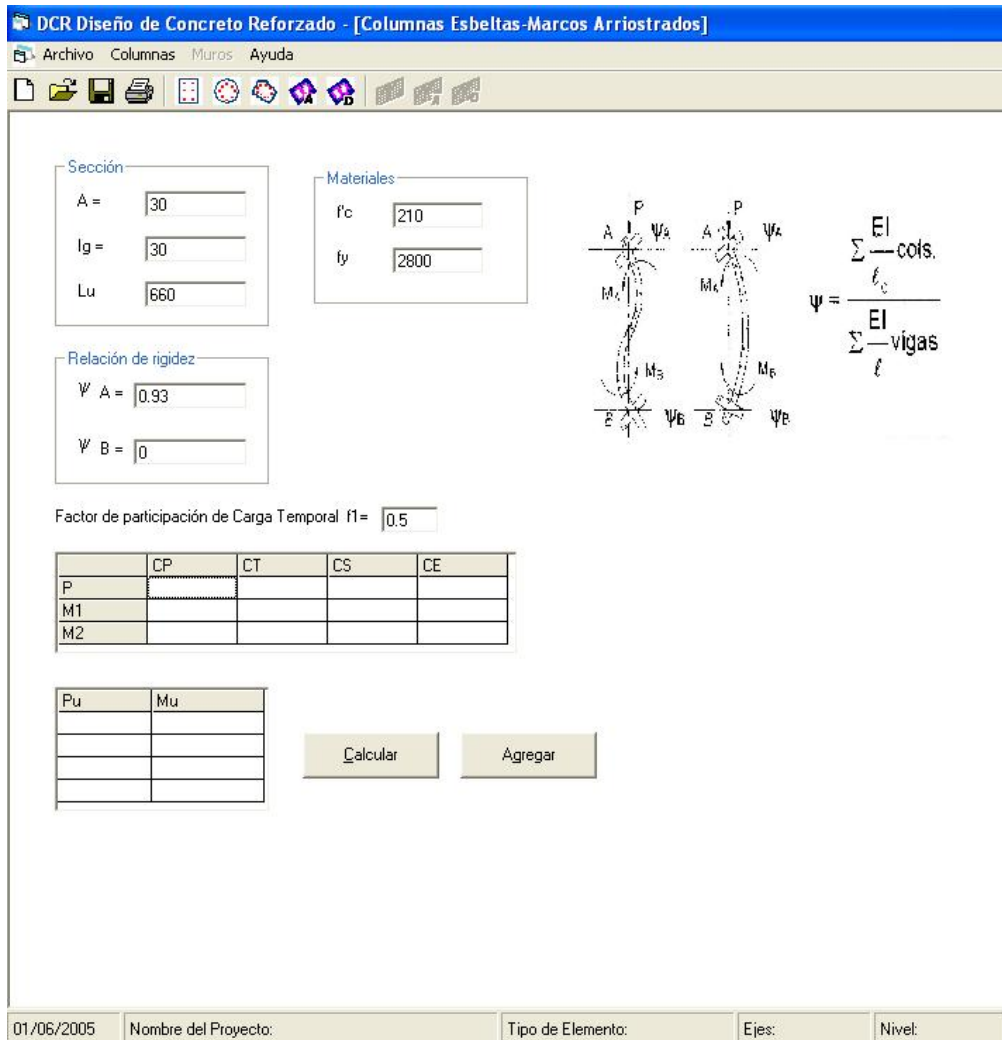 DCR Diseño de Concreto Reforzado - [Columnas Esbeltas-Marcos Arriostrados]
Archivo Columnas Muros Ayuda
A D A D
Sección
A = 30
Ig = 30
Lu 660
Materiales
f'c 210
fy 2800
Relación de rigidez
Ψ A = 0.93
Ψ B = 0
P P
A ΨA A ΨA
MA MA
MB MB
B ΨB B ΨB
Ψ = Σ EI/ℓc cols. / Σ EI/ℓ vigas
Factor de participación de Carga Temporal f1= 0.5
CP CT CS CE
P
M1
M2
Pu Mu
Calcular Agregar
01/06/2005 Nombre del Proyecto: Tipo de Elemento: Ejes: Nivel: